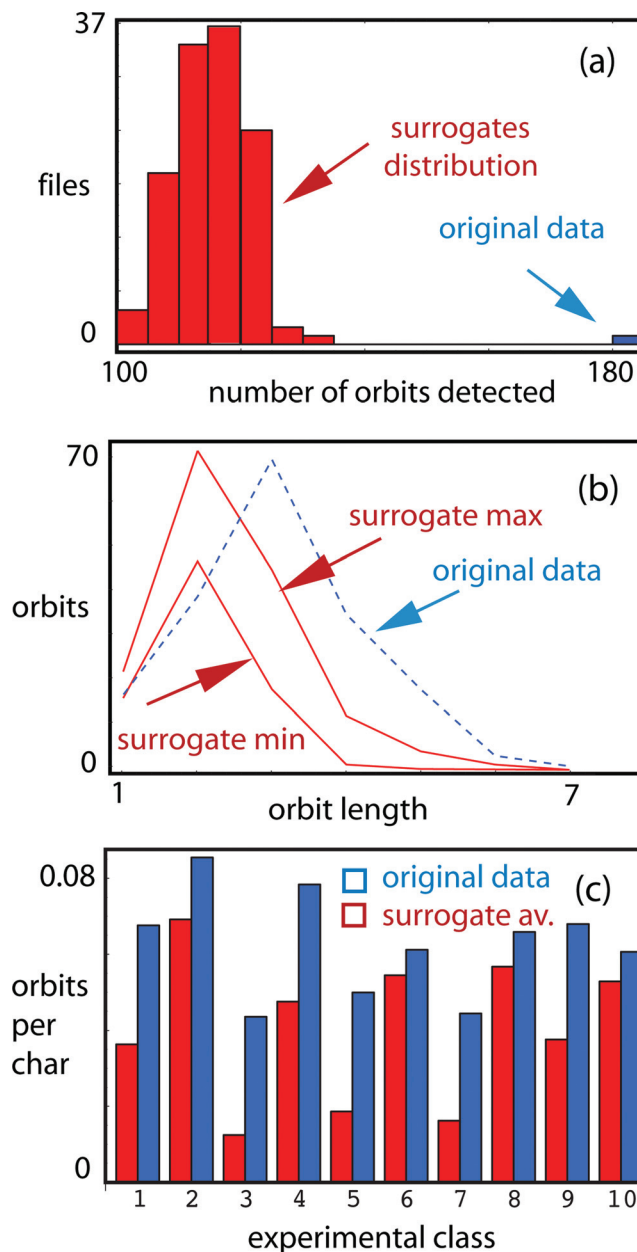 37
(a)
surrogates
distribution
files
original data
0
100
180
number of orbits detected
70
(b)
surrogate max
original data
orbits
surrogate min
0
1
7
orbit length
0.08
original data
(c)
surrogate av.
orbits
per
char
0
1 2 3 4 5 6 7 8 9 10
experimental class